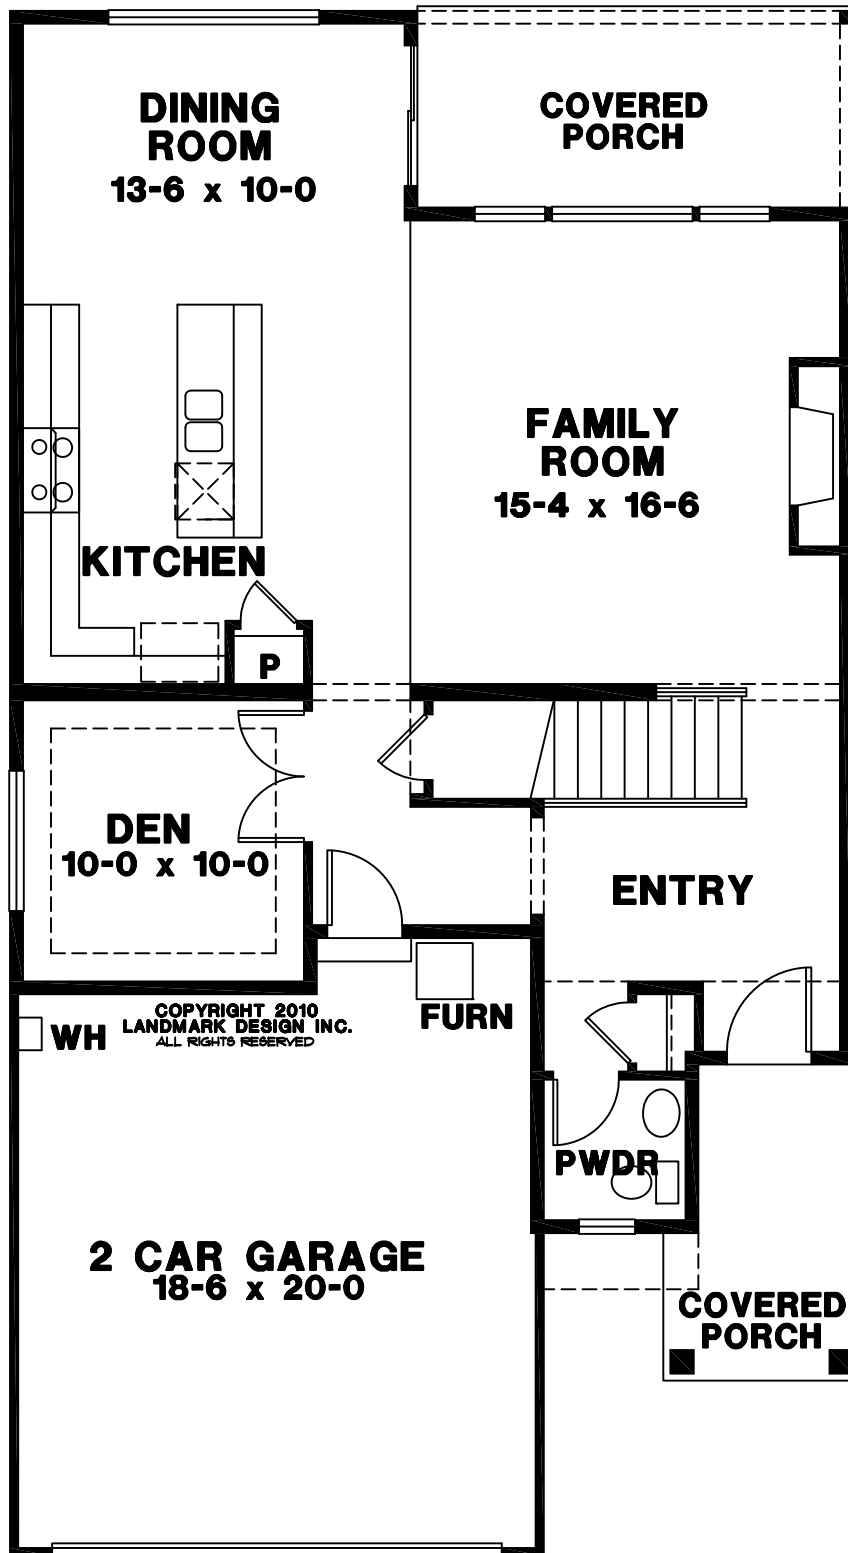 DINING
ROOM
13-6 x 10-0
COVERED
PORCH
FAMILY
ROOM
15-4 x 16-6
KITCHEN
P
DEN
10-0 x 10-0
ENTRY
COPYRIGHT 2010
LANDMARK DESIGN INC.
ALL RIGHTS RESERVED
WH
FURN
PWDR
2 CAR GARAGE
18-6 x 20-0
COVERED
PORCH